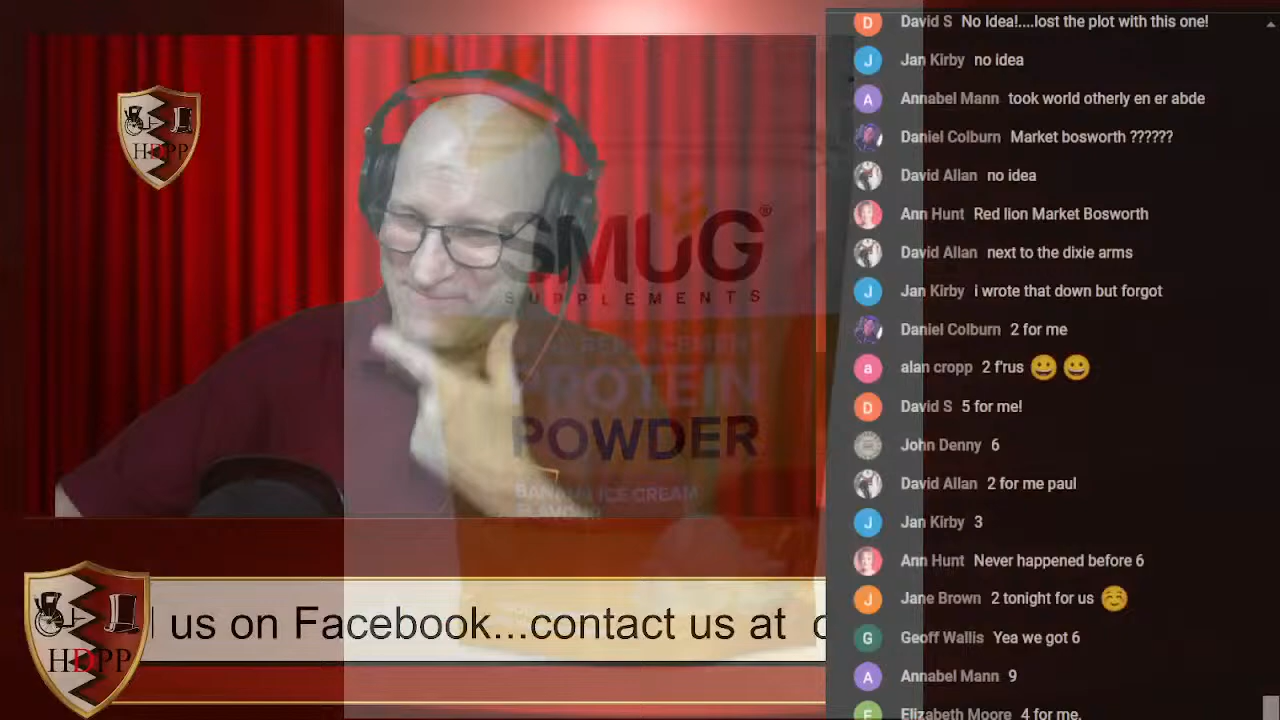 HDPP
SMUG®
SUPPLEMENTS
MEAL REPLACEMENT
PROTEIN
POWDER
BANANA ICE CREAM
FLAVOUR
us on Facebook...contact us at
HDPP
D David S No Idea!....lost the plot with this one!
J Jan Kirby no idea
A Annabel Mann took world otherly en er abde
Daniel Colburn Market bosworth ??????
David Allan no idea
Ann Hunt Red lion Market Bosworth
David Allan next to the dixie arms
J Jan Kirby i wrote that down but forgot
Daniel Colburn 2 for me
a alan cropp 2 f'rus 😀 😀
D David S 5 for me!
John Denny 6
David Allan 2 for me paul
J Jan Kirby 3
Ann Hunt Never happened before 6
J Jane Brown 2 tonight for us ☺️
G Geoff Wallis Yea we got 6
A Annabel Mann 9
E Elizabeth Moore 4 for me.